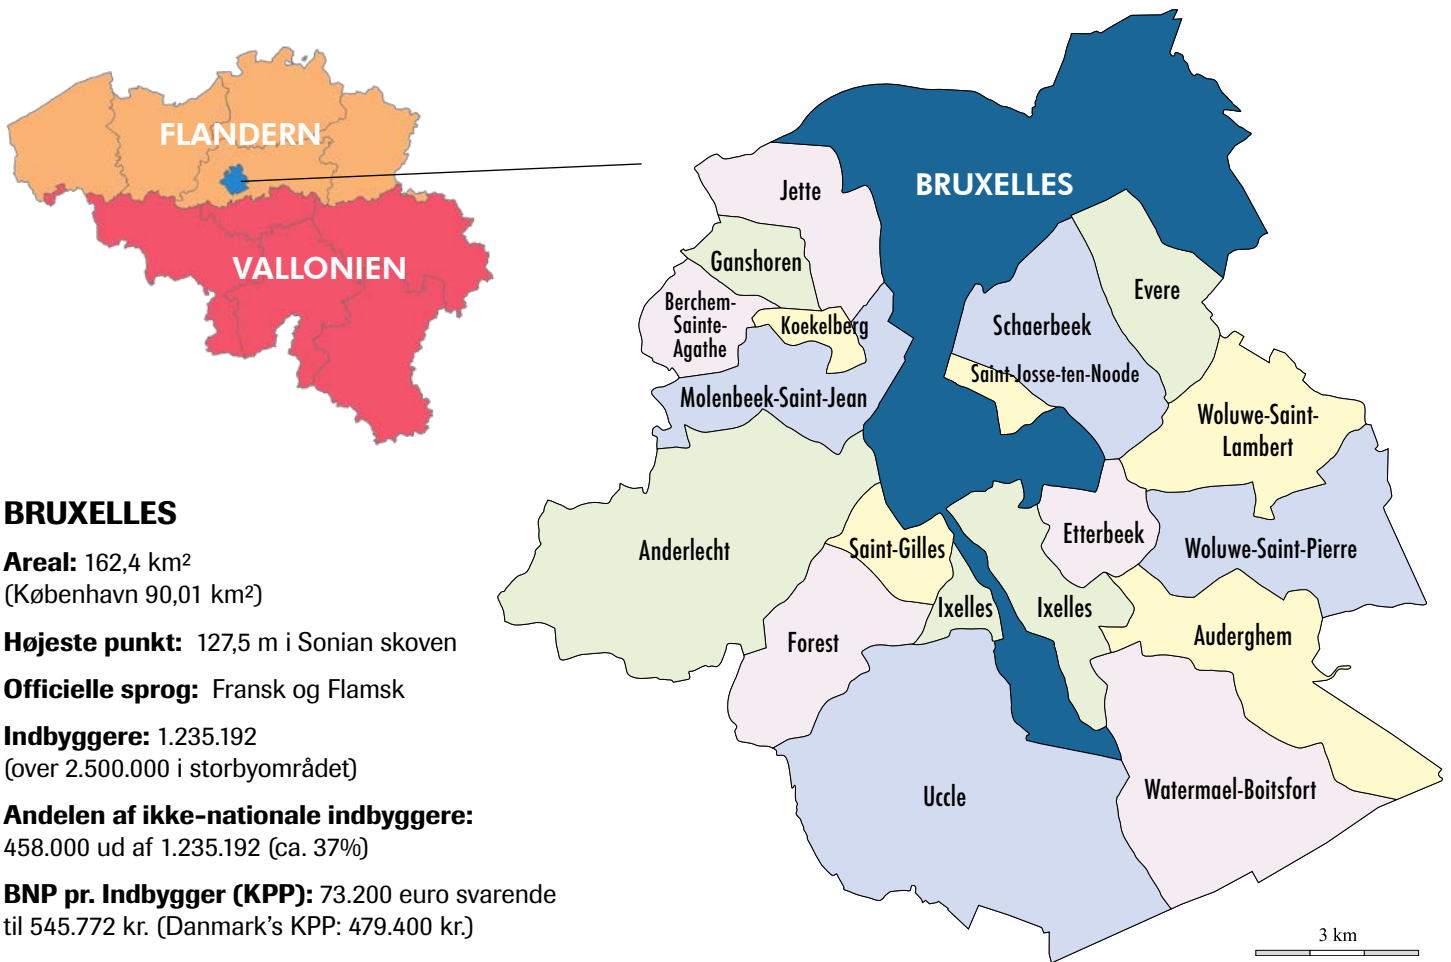 FLANDERN
VALLONIEN
BRUXELLES
Areal: 162,4 km²
(København 90,01 km²)
Højeste punkt: 127,5 m i Sonian skoven
Officielle sprog: Fransk og Flamsk
Indbyggere: 1.235.192
(over 2.500.000 i storbyområdet)
Andelen af ikke-nationale indbyggere:
458.000 ud af 1.235.192 (ca. 37%)
BNP pr. Indbygger (KPP): 73.200 euro svarende
til 545.772 kr. (Danmark's KPP: 479.400 kr.)
BRUXELLES
Jette
Ganshoren
Evere
Berchem-
Sainte-
Agathe
Koekelberg
Schaerbeek
Saint-Josse-ten-Noode
Molenbeek-Saint-Jean
Woluwe-Saint-
Lambert
Anderlecht
Saint-Gilles
Etterbeek
Woluwe-Saint-Pierre
Ixelles
Ixelles
Forest
Auderghem
Uccle
Watermael-Boitsfort
3 km